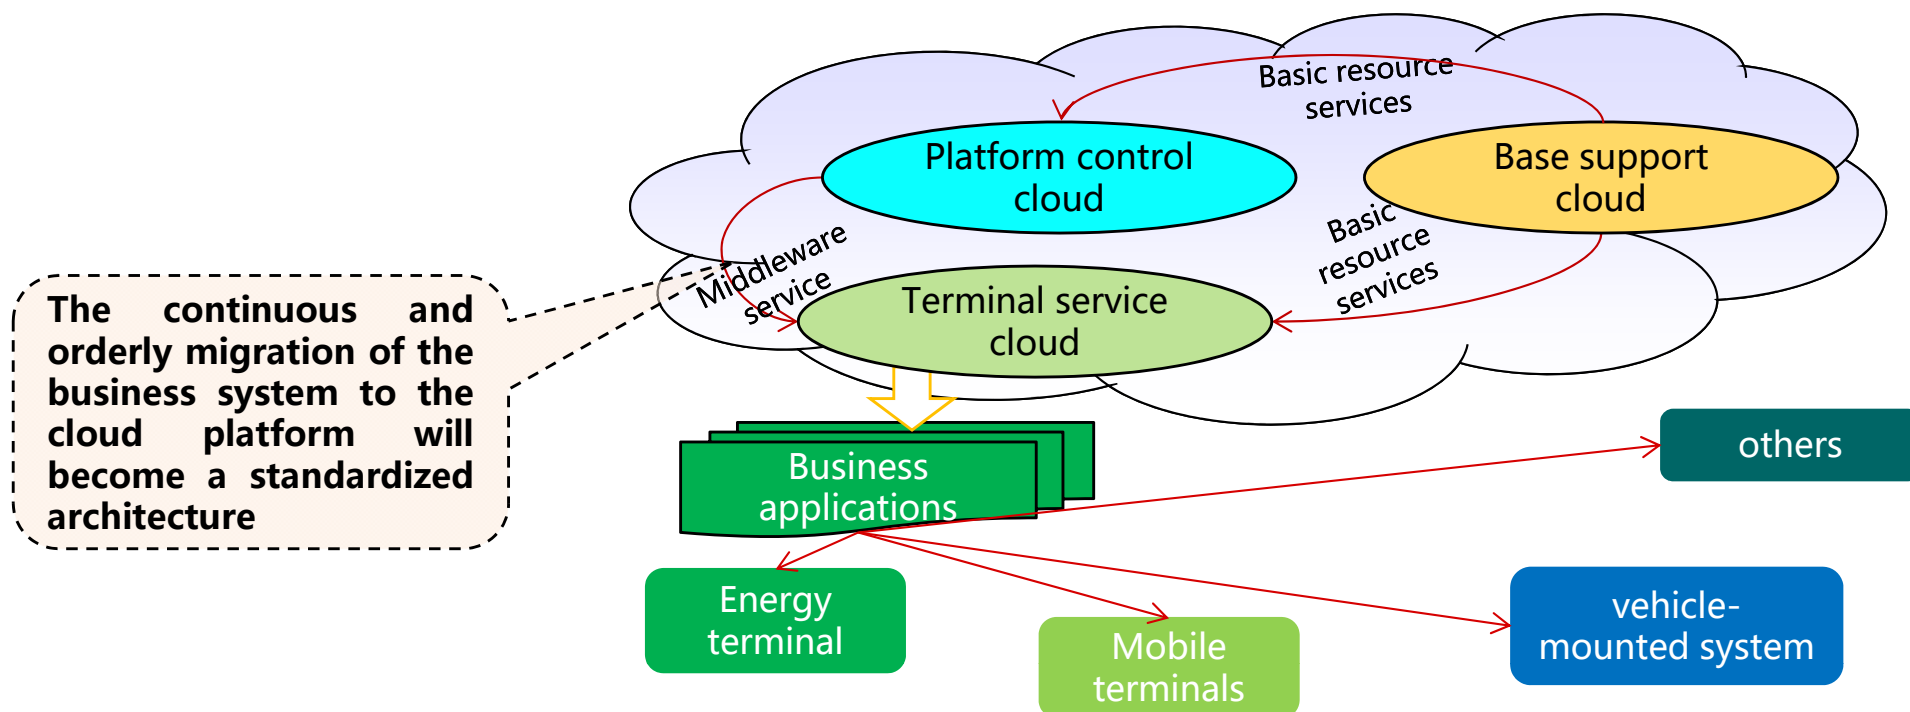 Basic resource
services
Platform control
cloud
Base support
cloud
Middleware
service
Basic
resource
services
Terminal service
cloud
The continuous and
orderly migration of the
business system to the
cloud platform will
become a standardized
architecture
Business
applications
others
Energy
terminal
Mobile
terminals
vehicle-
mounted system